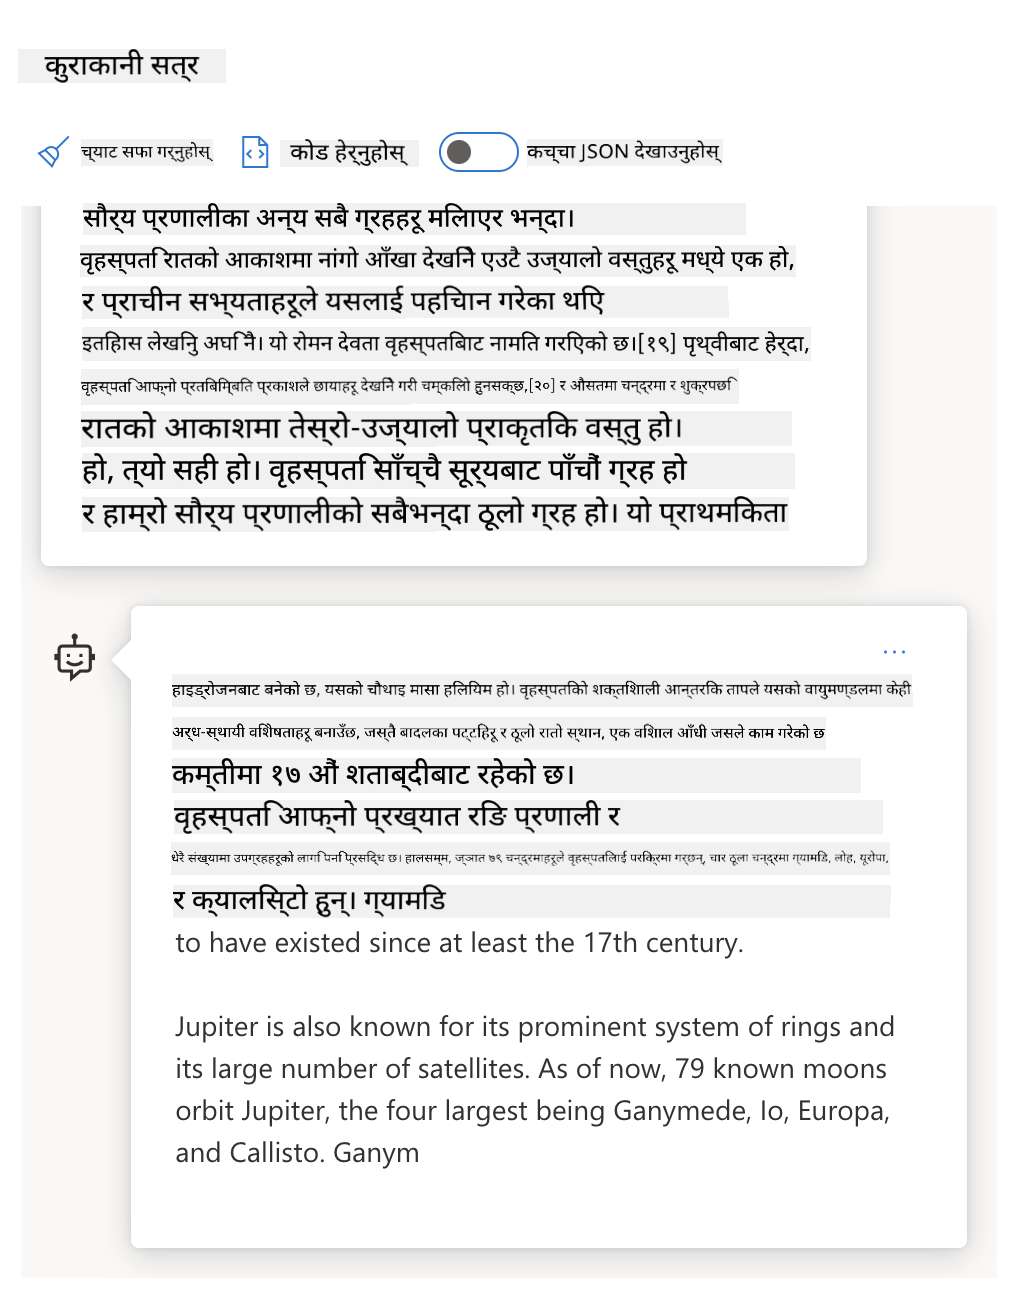 कुराकानी सत्र
च्याट सफा गर्नुहोस् कोड हेर्नुहोस् कच्चा JSON देखाउनुहोस्
सौर्य प्रणालीका अन्य सबै ग्रहहरू मिलाएर भन्दा।
वृहस्पति रातको आकाशमा नांगो आँखा देखिने एउटै उज्यालो वस्तुहरू मध्ये एक हो,
र प्राचीन सभ्यताहरूले यसलाई पहिचान गरेका थिए
इतिहास लेखिनु अघि नै। यो रोमन देवता वृहस्पतिबाट नामित गरिएको छ।[१९] पृथ्वीबाट हेर्दा,
वृहस्पति आफ्नो प्रतिबिम्बित प्रकाशले छायाहरू देखिने गरी चम्किलो हुनसक्छ,[२०] र औसतमा चन्द्रमा र शुक्रपछि
रातको आकाशमा तेस्रो-उज्यालो प्राकृतिक वस्तु हो।
हो, त्यो सही हो। वृहस्पति साँच्चै सूर्यबाट पाँचौं ग्रह हो
र हाम्रो सौर्य प्रणालीको सबैभन्दा ठूलो ग्रह हो। यो प्राथमिकता
...
हाइड्रोजनबाट बनेको छ, यसको चौथाइ मासा हिलियम हो। वृहस्पतिको शक्तिशाली आन्तरिक तापले यसको वायुमण्डलमा केही
अर्ध-स्थायी विशेषताहरू बनाउँछ, जस्तै बादलका पट्टिहरू र ठूलो रातो स्थान, एक विशाल आँधी जसले काम गरेको छ
कम्तीमा १७ औं शताब्दीबाट रहेको छ।
वृहस्पति आफ्नो प्रख्यात रिङ प्रणाली र
धेरै संख्यामा उपग्रहहरूको लागि पनि प्रसिद्ध छ। हालसम्म, ज्ञात ७९ चन्द्रमाहरूले वृहस्पतिलाई परिक्रमा गर्छन्, चार ठूला चन्द्रमा ग्यामिड, लोह, यूरोपा,
र क्यालिस्टो हुन्। ग्यामिड
to have existed since at least the 17th century.
Jupiter is also known for its prominent system of rings and
its large number of satellites. As of now, 79 known moons
orbit Jupiter, the four largest being Ganymede, Io, Europa,
and Callisto. Ganym